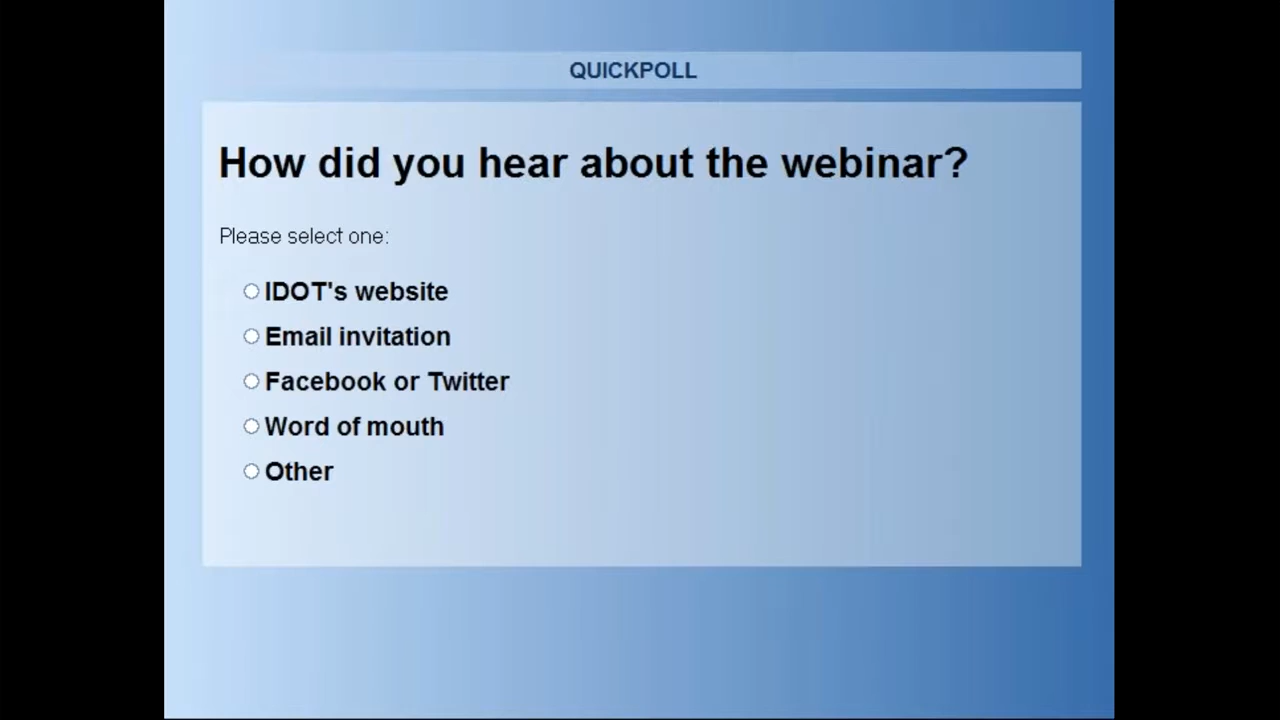 QUICKPOLL
How did you hear about the webinar?
Please select one:
IDOT's website
Email invitation
Facebook or Twitter
Word of mouth
Other